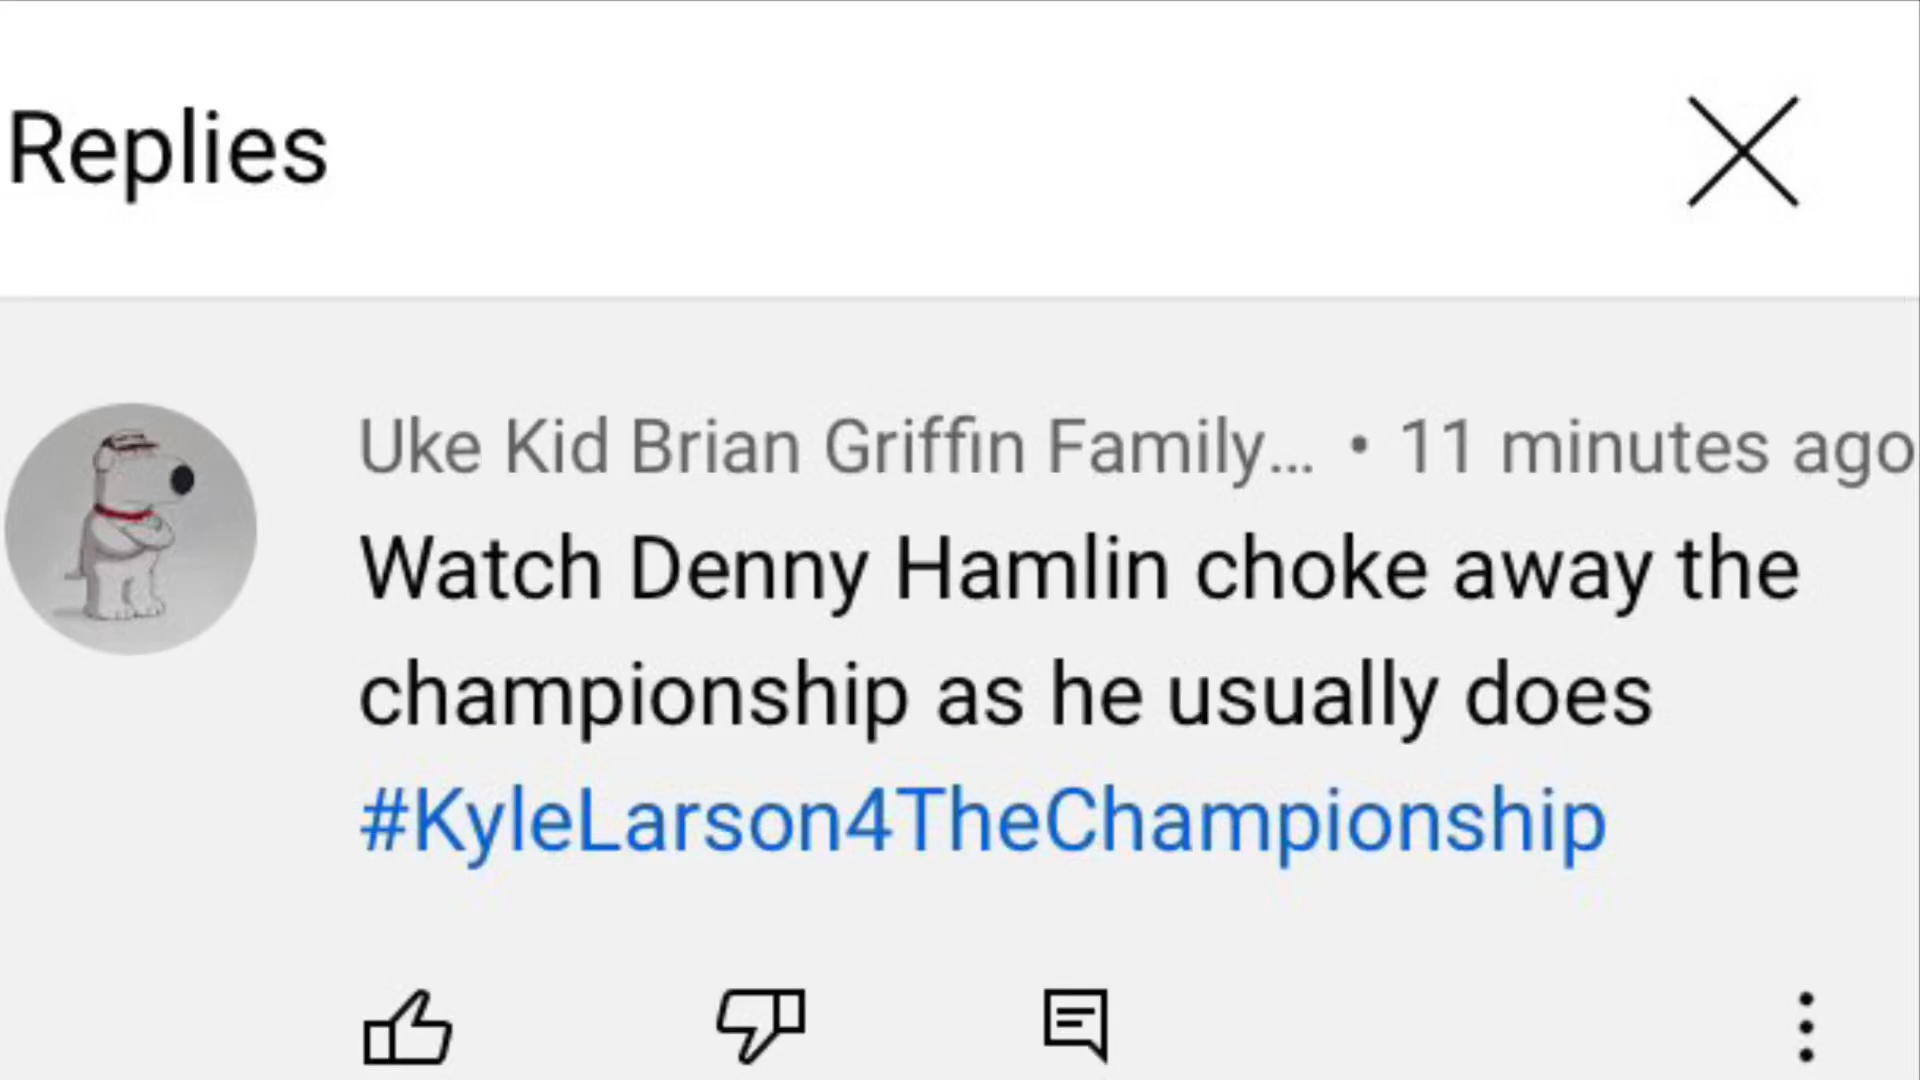 Replies
Uke Kid Brian Griffin Family... • 11 minutes ago
Watch Denny Hamlin choke away the
championship as he usually does
#KyleLarson4TheChampionship